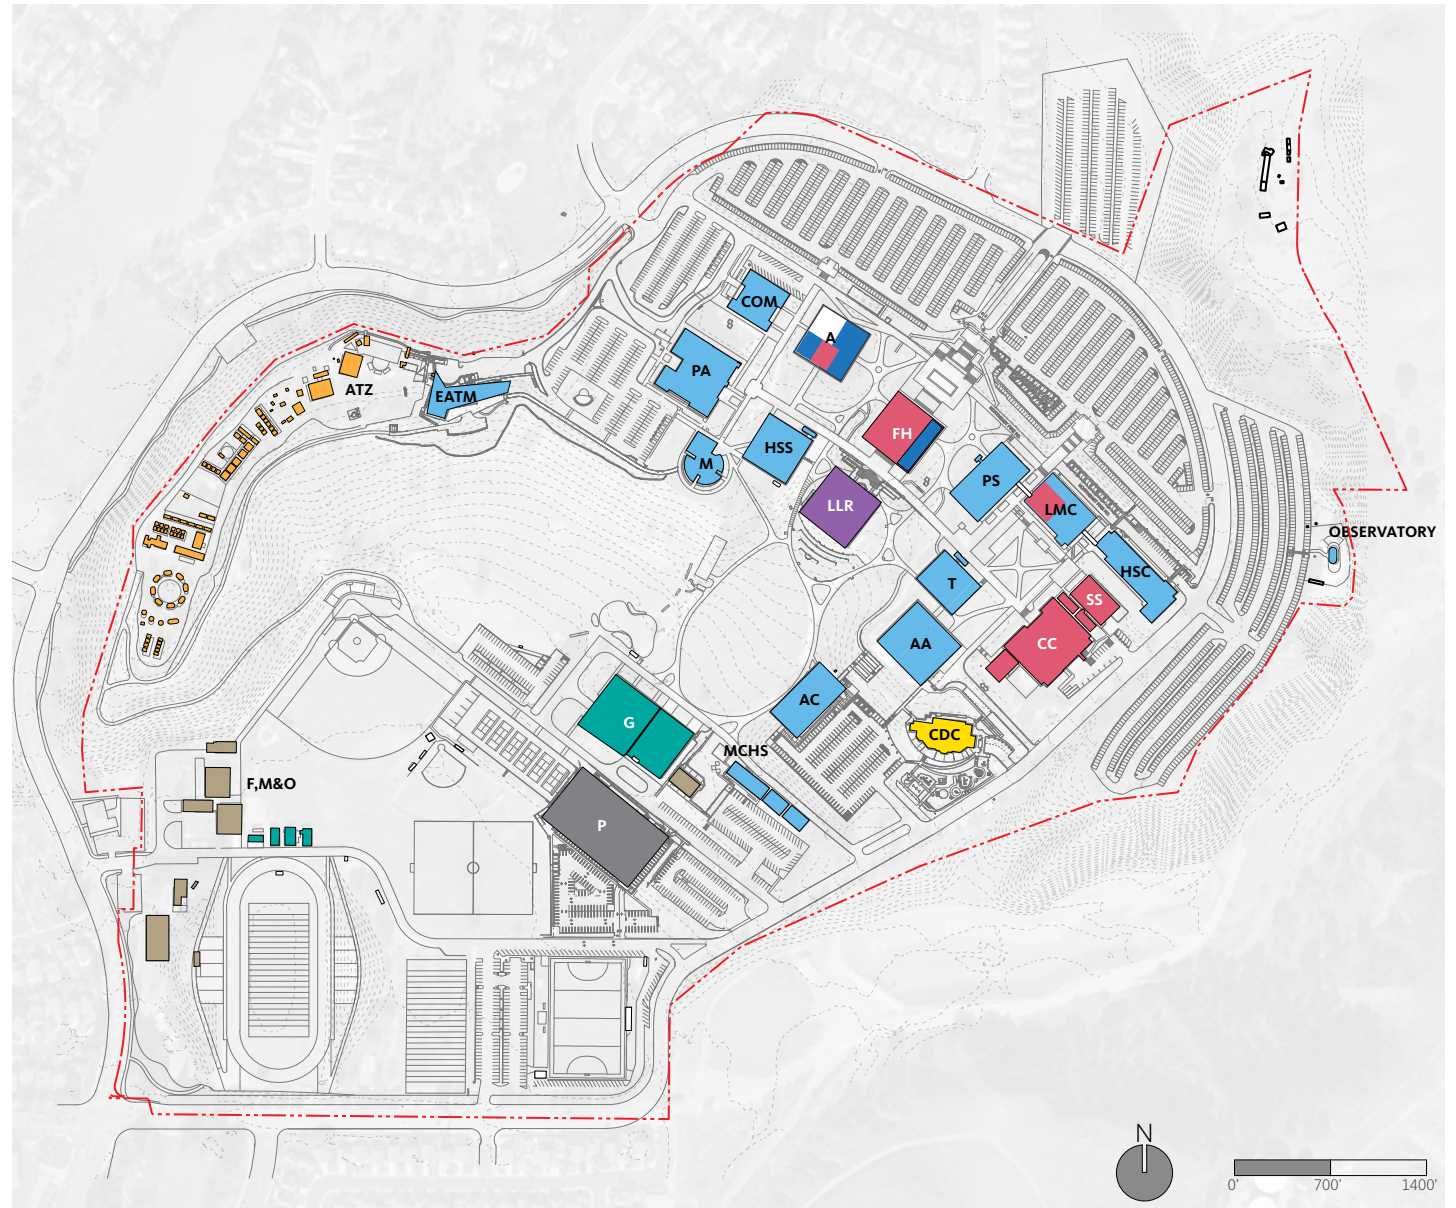 COM
A
PA
ATZ
EATM
FH
HSS
M
PS
LLR
LMC
OBSERVATORY
HSC
T
SS
AA
CC
AC
G
CDC
MCHS
F,M&O
P
N
0'
700'
1400'